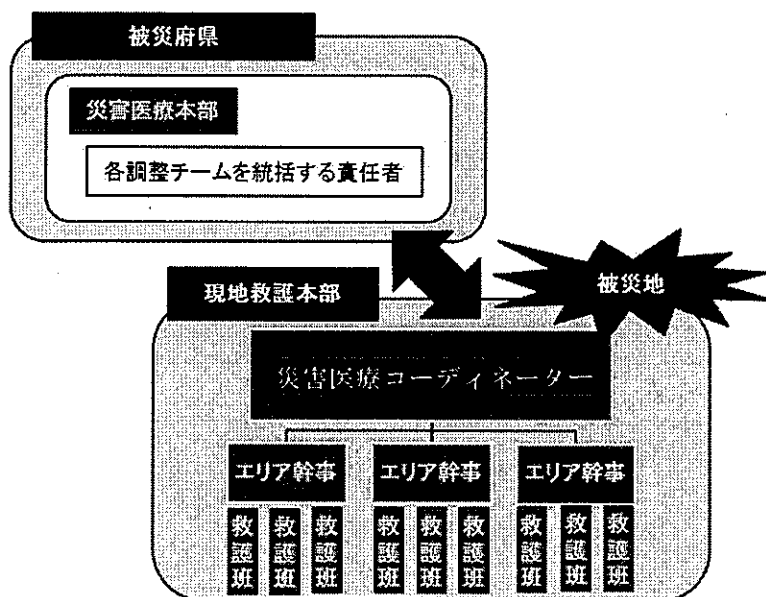 被災府県
災害医療本部
各調整チームを統括する責任者
被災地
現地救護本部
災害医療コーディネーター
エリア幹事
エリア幹事
エリア幹事
救護班
救護班
救護班
救護班
救護班
救護班
救護班
救護班
救護班